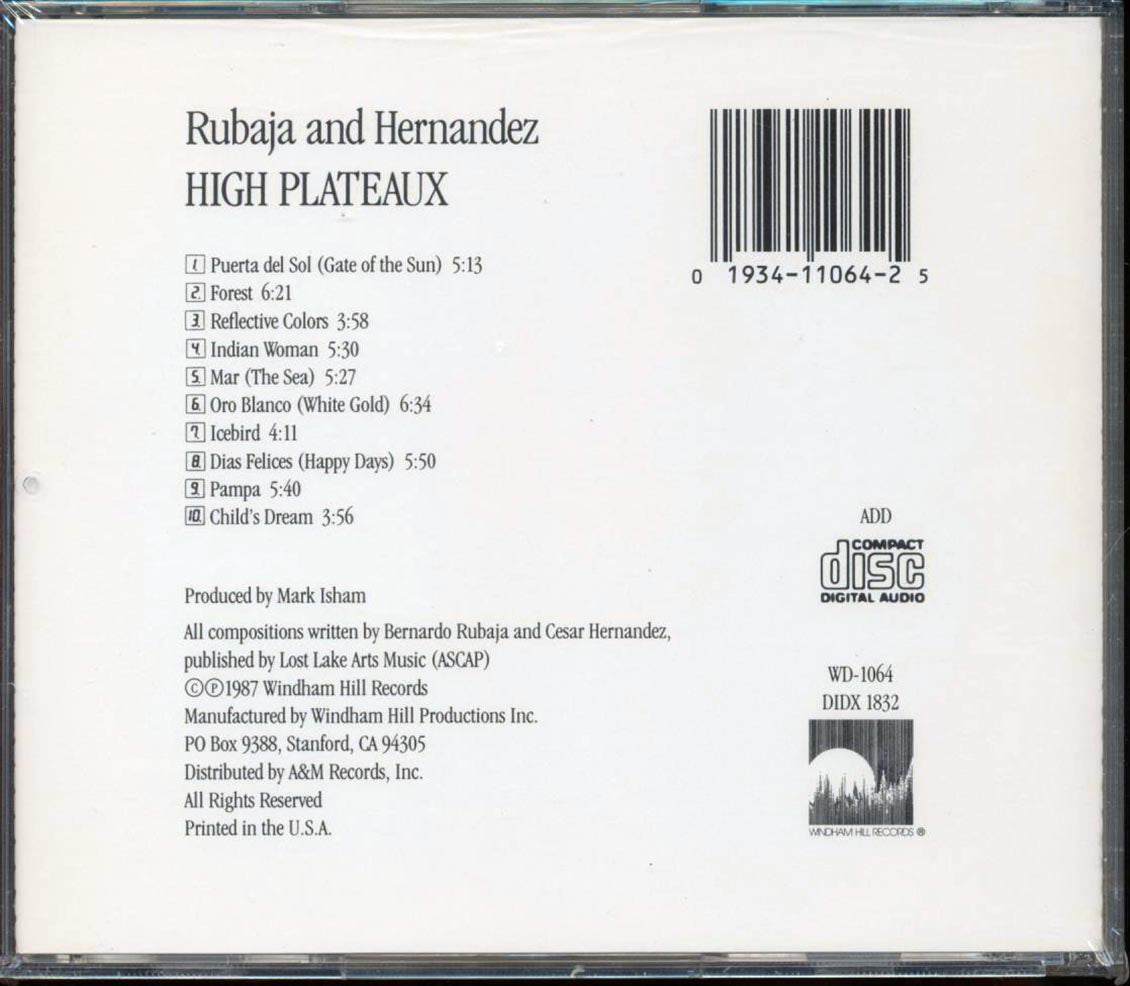 Rubaja and Hernandez
HIGH PLATEAUX
1. Puerta del Sol (Gate of the Sun) 5:13
2. Forest 6:21
3. Reflective Colors 3:58
4. Indian Woman 5:30
5. Mar (The Sea) 5:27
6. Oro Blanco (White Gold) 6:34
7. Icebird 4:11
8. Dias Felices (Happy Days) 5:50
9. Pampa 5:40
10. Child's Dream 3:56
Produced by Mark Isham
All compositions written by Bernardo Rubaja and Cesar Hernandez,
published by Lost Lake Arts Music (ASCAP)
©℗1987 Windham Hill Records
Manufactured by Windham Hill Productions Inc.
PO Box 9388, Stanford, CA 94305
Distributed by A&M Records, Inc.
All Rights Reserved
Printed in the U.S.A.
0 1934-11064-2 5
ADD
COMPACT
disc
DIGITAL AUDIO
WD-1064
DIDX 1832
WINDHAM HILL RECORDS ®